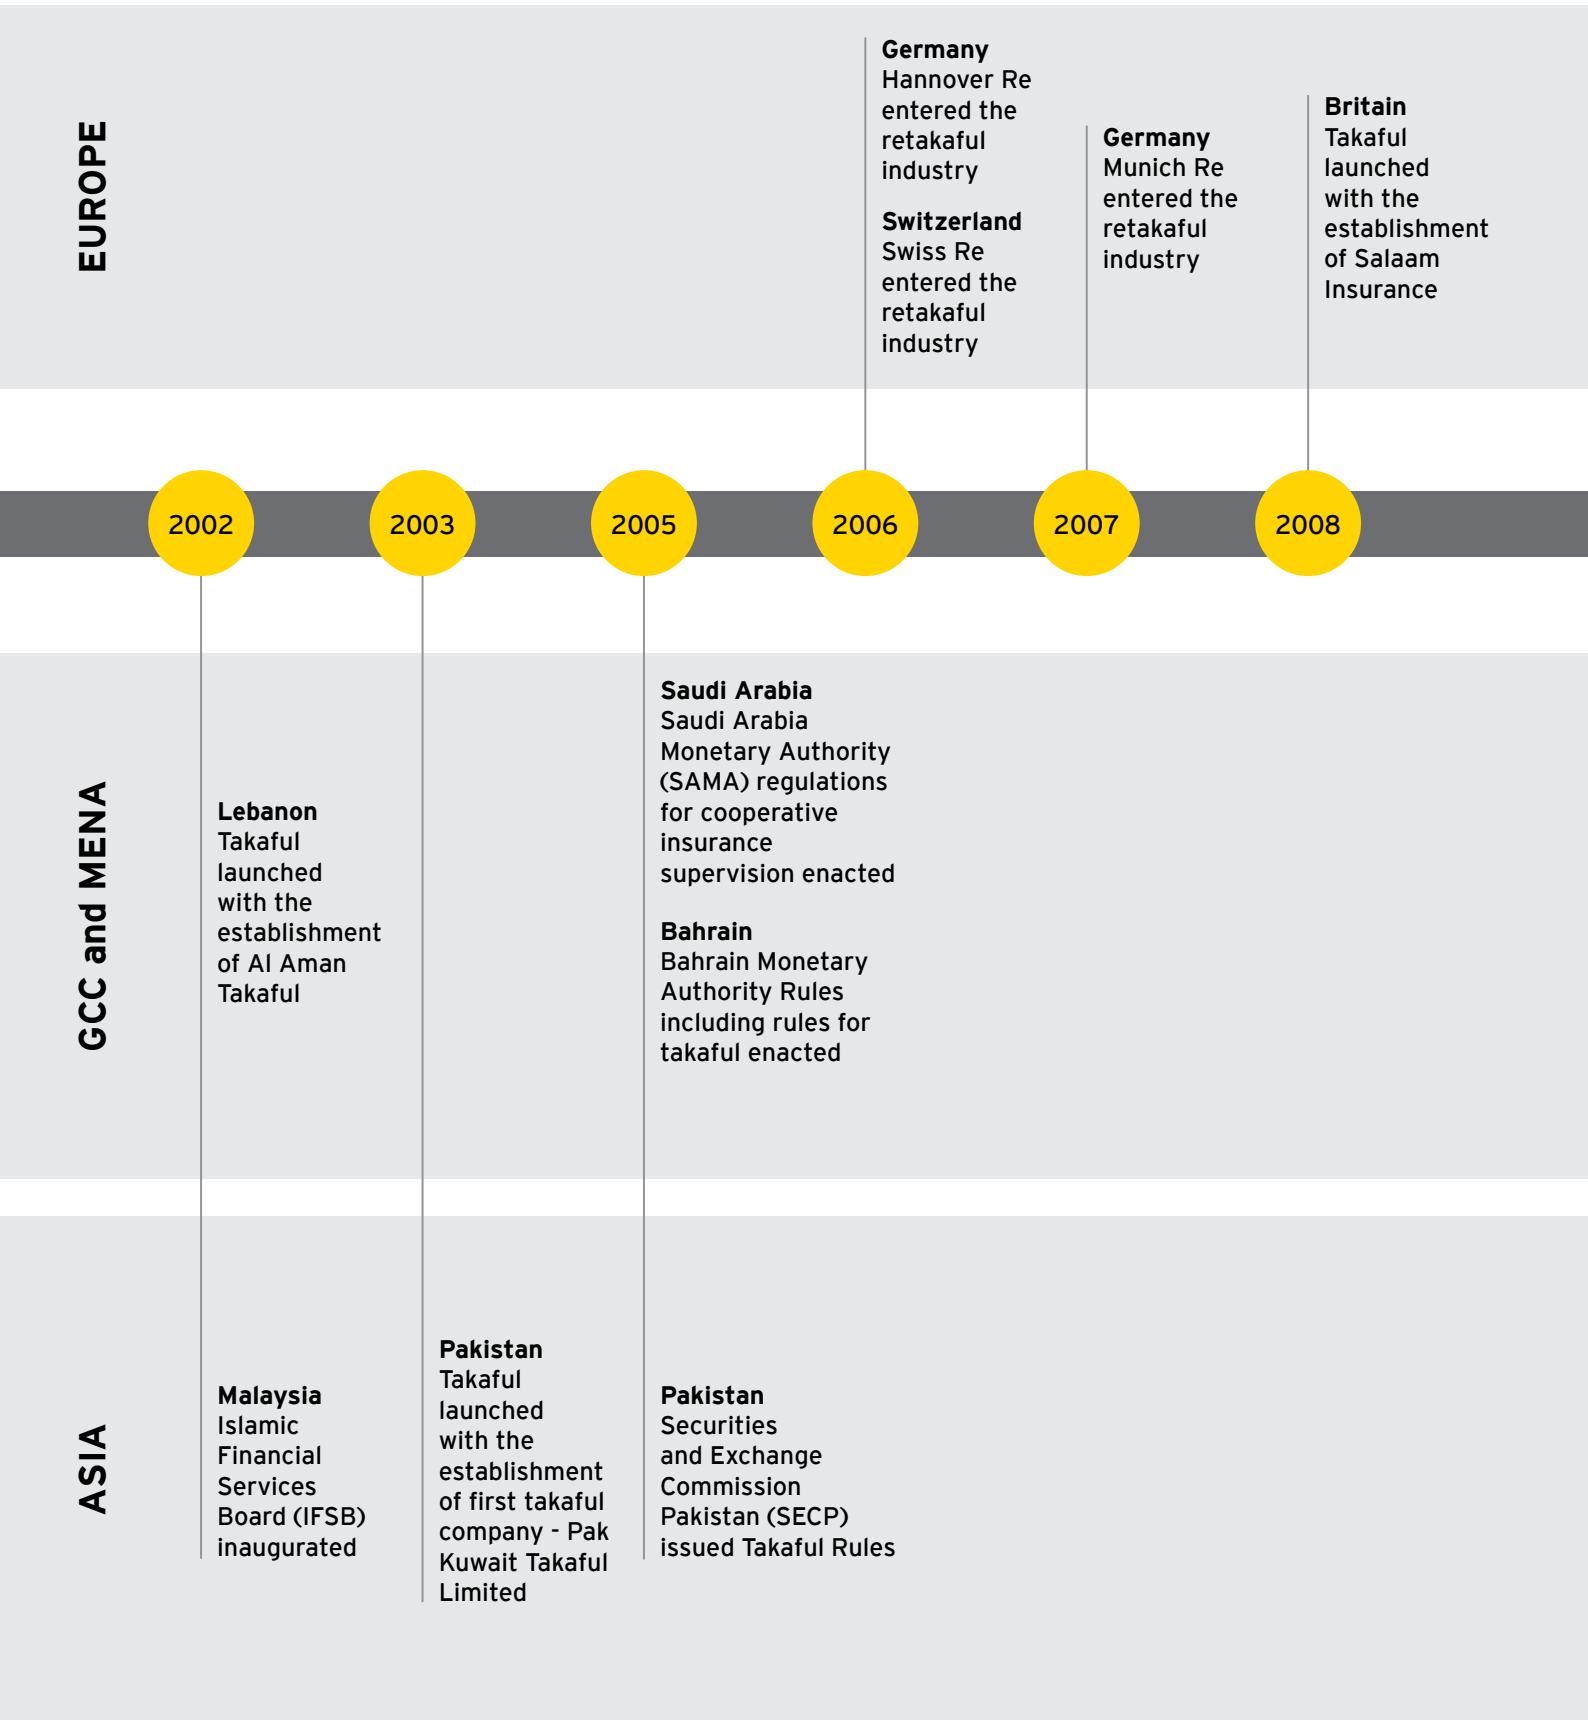 EUROPE
Germany
Hannover Re
entered the
retakaful
industry
Switzerland
Swiss Re
entered the
retakaful
industry
Germany
Munich Re
entered the
retakaful
industry
Britain
Takaful
launched
with the
establishment
of Salaam
Insurance
2002
2003
2005
2006
2007
2008
GCC and MENA
Lebanon
Takaful
launched
with the
establishment
of Al Aman
Takaful
Saudi Arabia
Saudi Arabia
Monetary Authority
(SAMA) regulations
for cooperative
insurance
supervision enacted
Bahrain
Bahrain Monetary
Authority Rules
including rules for
takaful enacted
ASIA
Malaysia
Islamic
Financial
Services
Board (IFSB)
inaugurated
Pakistan
Takaful
launched
with the
establishment
of first takaful
company - Pak
Kuwait Takaful
Limited
Pakistan
Securities
and Exchange
Commission
Pakistan (SECP)
issued Takaful Rules